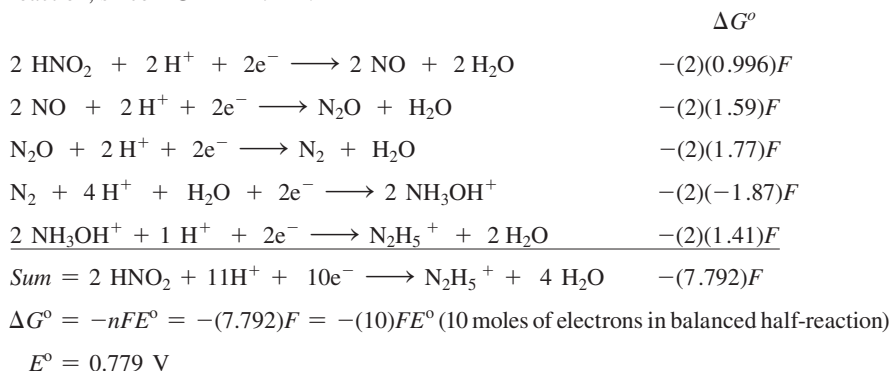 ΔG°
2 HNO₂ + 2 H⁺ + 2e⁻ ⟶ 2 NO + 2 H₂O −(2)(0.996)F
2 NO + 2 H⁺ + 2e⁻ ⟶ N₂O + H₂O −(2)(1.59)F
N₂O + 2 H⁺ + 2e⁻ ⟶ N₂ + H₂O −(2)(1.77)F
N₂ + 4 H⁺ + H₂O + 2e⁻ ⟶ 2 NH₃OH⁺ −(2)(−1.87)F
2 NH₃OH⁺ + 1 H⁺ + 2e⁻ ⟶ N₂H₅⁺ + 2 H₂O −(2)(1.41)F
Sum = 2 HNO₂ + 11H⁺ + 10e⁻ ⟶ N₂H₅⁺ + 4 H₂O −(7.792)F
ΔG° = −nFE° = −(7.792)F = −(10)FE° (10 moles of electrons in balanced half-reaction)
E° = 0.779 V